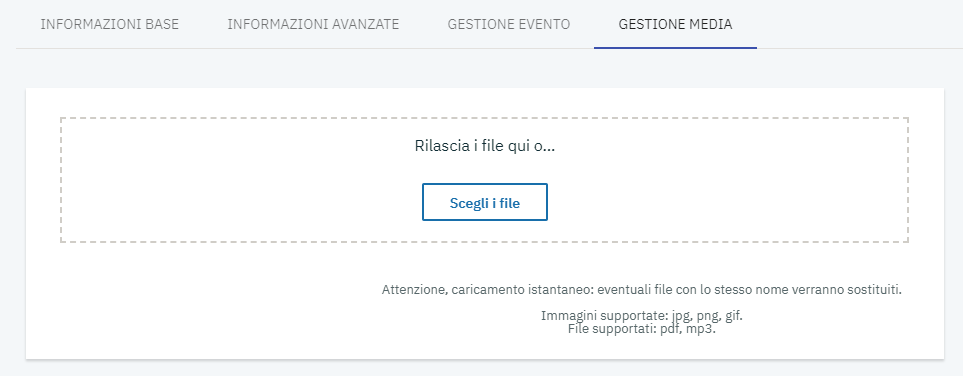 INFORMAZIONI BASE INFORMAZIONI AVANZATE GESTIONE EVENTO GESTIONE MEDIA
Rilascia i file qui o...
Scegli i file
Attenzione, caricamento istantaneo: eventuali file con lo stesso nome verranno sostituiti.
Immagini supportate: jpg, png, gif.
File supportati: pdf, mp3.